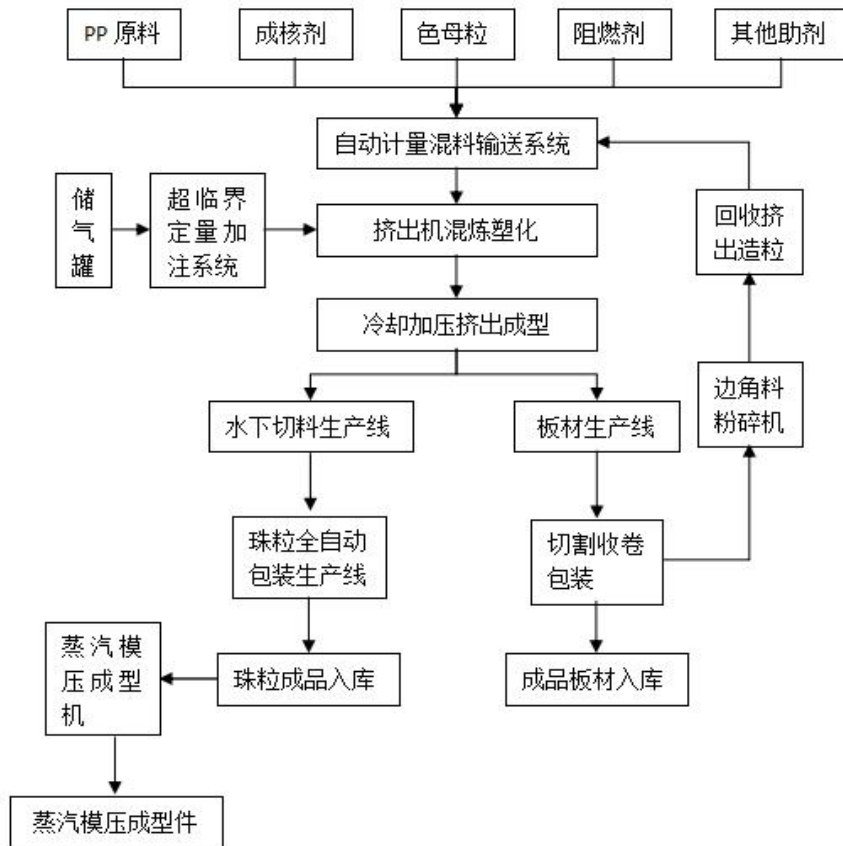 PP 原料
成核剂
色母粒
阻燃剂
其他助剂
自动计量混料输送系统
储
气
罐
超临界
定量加
注系统
挤出机混炼塑化
回收挤
出造粒
冷却加压挤出成型
边角料
粉碎机
水下切料生产线
板材生产线
珠粒全自动
包装生产线
切割收卷
包装
蒸汽模
压成型
机
珠粒成品入库
成品板材入库
蒸汽模压成型件